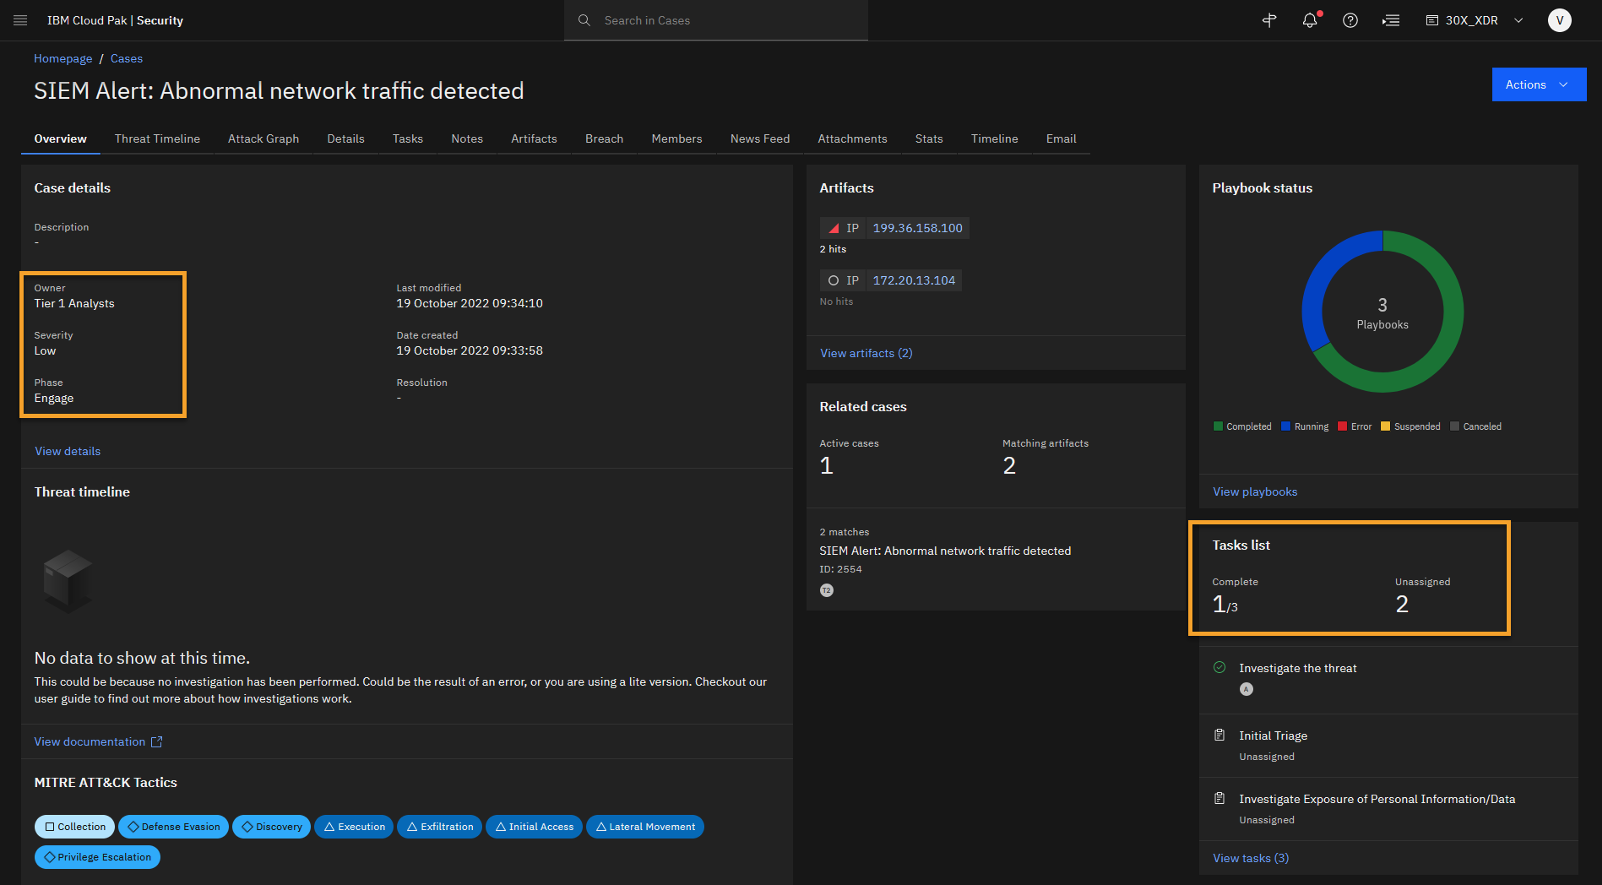 IBM Cloud Pak | Security
Search in Cases
30X_XDR
V
Homepage / Cases
SIEM Alert: Abnormal network traffic detected
Actions
Overview Threat Timeline Attack Graph Details Tasks Notes Artifacts Breach Members News Feed Attachments Stats Timeline Email
Case details
Description
-
Owner
Tier 1 Analysts
Last modified
19 October 2022 09:34:10
Severity
Low
Date created
19 October 2022 09:33:58
Phase
Engage
Resolution
-
View details
Threat timeline
No data to show at this time.
This could be because no investigation has been performed. Could be the result of an error, or you are using a lite version. Checkout our
user guide to find out more about how investigations work.
View documentation
MITRE ATT&CK Tactics
Collection Defense Evasion Discovery Execution Exfiltration Initial Access Lateral Movement
Privilege Escalation
Artifacts
IP 199.36.158.100
2 hits
IP 172.20.13.104
No hits
View artifacts (2)
Related cases
Active cases
1
Matching artifacts
2
2 matches
SIEM Alert: Abnormal network traffic detected
ID: 2554
T2
Playbook status
3
Playbooks
Completed Running Error Suspended Canceled
View playbooks
Tasks list
Complete
1/3
Unassigned
2
Investigate the threat
A
Initial Triage
Unassigned
Investigate Exposure of Personal Information/Data
Unassigned
View tasks (3)